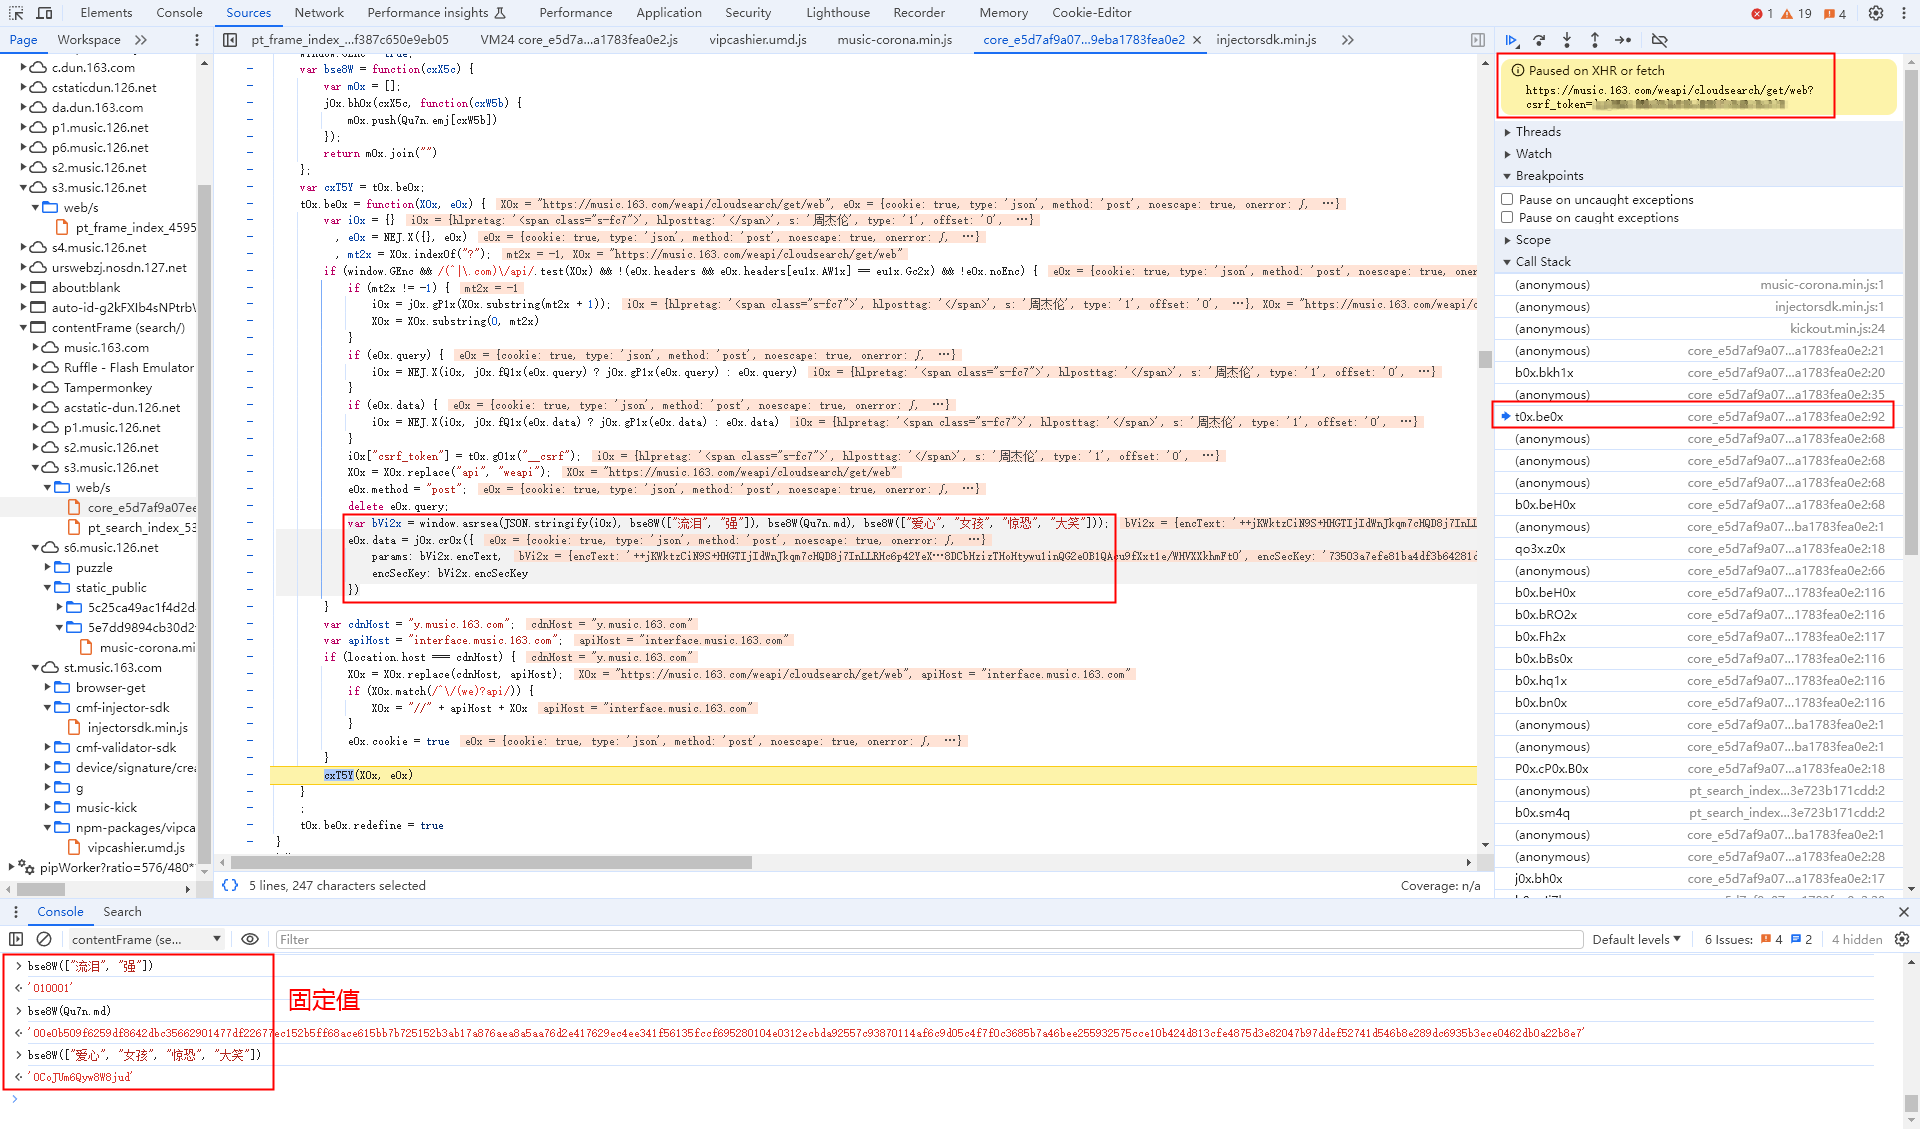 Elements Console Sources Network Performance insights Performance Application Security Lighthouse Recorder Memory Cookie-Editor 1 19 4
Page Workspace
pt_frame_index_...f387c650e9eb05 VM24 core_e5d7a...a1783fea0e2.js vipcashier.umd.js music-corona.min.js core_e5d7af9a07...9eba1783fea0e2 injectorsdk.min.js
c.dun.163.com
cstaticdun.126.net
da.dun.163.com
p1.music.126.net
p6.music.126.net
s2.music.126.net
s3.music.126.net
web/s
pt_frame_index_4595
s4.music.126.net
urswebzj.nosdn.127.net
about:blank
auto-id-g2kFXIb4sNPtrb\
contentFrame (search/)
music.163.com
Ruffle - Flash Emulator
Tampermonkey
acstatic-dun.126.net
p1.music.126.net
s2.music.126.net
s3.music.126.net
web/s
core_e5d7af9a07ee
pt_search_index_53
s6.music.126.net
puzzle
static_public
5c25ca49ac1f4d2d
5e7dd9894cb30d2
music-corona.mi
st.music.163.com
browser-get
cmf-injector-sdk
injectorsdk.min.js
cmf-validator-sdk
device/signature/crea
g
music-kick
npm-packages/vipca
vipcashier.umd.js
pipWorker?ratio=576/480*
window.GEnc = true;
var bse8W = function(cxX5c) {
var m0x = [];
j0x.bh0x(cxX5c, function(cxW5b) {
m0x.push(Qu7n.emj[cxW5b])
});
return m0x.join("")
};
var cxT5Y = t0x.be0x;
t0x.be0x = function(X0x, e0x) { X0x = "https://music.163.com/weapi/cloudsearch/get/web", e0x = {cookie: true, type: 'json', method: 'post', noescape: true, onerror: ƒ, …}
var i0x = {} i0x = {hlpretag: '<span class="s-fc7">', hlposttag: '</span>', s: '周杰伦', type: '1', offset: '0', …}
, e0x = NEJ.X({}, e0x) e0x = {cookie: true, type: 'json', method: 'post', noescape: true, onerror: ƒ, …}
, mt2x = X0x.indexOf("?"); mt2x = -1, X0x = "https://music.163.com/weapi/cloudsearch/get/web"
if (window.GEnc && /(^|\.com)\/api/.test(X0x) && !(e0x.headers && e0x.headers[eu1x.AW1x] == eu1x.Gc2x) && !e0x.noEnc) { e0x = {cookie: true, type: 'json', method: 'post', noescape: true, oner
if (mt2x != -1) { mt2x = -1
i0x = j0x.gP1x(X0x.substring(mt2x + 1)); i0x = {hlpretag: '<span class="s-fc7">', hlposttag: '</span>', s: '周杰伦', type: '1', offset: '0', …}, X0x = "https://music.163.com/weapi/c
X0x = X0x.substring(0, mt2x)
}
if (e0x.query) { e0x = {cookie: true, type: 'json', method: 'post', noescape: true, onerror: ƒ, …}
i0x = NEJ.X(i0x, j0x.fQ1x(e0x.query) ? j0x.gP1x(e0x.query) : e0x.query) i0x = {hlpretag: '<span class="s-fc7">', hlposttag: '</span>', s: '周杰伦', type: '1', offset: '0', …}
}
if (e0x.data) { e0x = {cookie: true, type: 'json', method: 'post', noescape: true, onerror: ƒ, …}
i0x = NEJ.X(i0x, j0x.fQ1x(e0x.data) ? j0x.gP1x(e0x.data) : e0x.data) i0x = {hlpretag: '<span class="s-fc7">', hlposttag: '</span>', s: '周杰伦', type: '1', offset: '0', …}
}
i0x["csrf_token"] = t0x.gO1x("__csrf"); i0x = {hlpretag: '<span class="s-fc7">', hlposttag: '</span>', s: '周杰伦', type: '1', offset: '0', …}
X0x = X0x.replace("api", "weapi"); X0x = "https://music.163.com/weapi/cloudsearch/get/web"
e0x.method = "post"; e0x = {cookie: true, type: 'json', method: 'post', noescape: true, onerror: ƒ, …}
delete e0x.query;
var bVi2x = window.asrsea(JSON.stringify(i0x), bse8W(["流泪", "强"]), bse8W(Qu7n.md), bse8W(["爱心", "女孩", "惊恐", "大笑"])); bVi2x = {encText: '++jKWktzCiN9S+HHGTIjIdWnJkqm7cHQD8j7InLL
e0x.data = j0x.cr0x({ e0x = {cookie: true, type: 'json', method: 'post', noescape: true, onerror: ƒ, …}
params: bVi2x.encText, bVi2x = {encText: '++jKWktzCiN9S+HHGTIjIdWnJkqm7cHQD8j7InLLRHc6p42YeX…8DCbHzizTHoHtywu1inQG2eOB1QAcu9fXxt1e/WHVXXkhmFt0', encSecKey: '73503a7efe81ba4df3b64281d
encSecKey: bVi2x.encSecKey
})
}
var cdnHost = "y.music.163.com"; cdnHost = "y.music.163.com"
var apiHost = "interface.music.163.com"; apiHost = "interface.music.163.com"
if (location.host === cdnHost) { cdnHost = "y.music.163.com"
X0x = X0x.replace(cdnHost, apiHost); X0x = "https://music.163.com/weapi/cloudsearch/get/web", apiHost = "interface.music.163.com"
if (X0x.match(/^\/(we)?api/)) {
X0x = "//" + apiHost + X0x apiHost = "interface.music.163.com"
}
e0x.cookie = true e0x = {cookie: true, type: 'json', method: 'post', noescape: true, onerror: ƒ, …}
}
cxT5Y(X0x, e0x)
}
;
t0x.be0x.redefine = true
}
5 lines, 247 characters selected Coverage: n/a
Paused on XHR or fetch
https://music.163.com/weapi/cloudsearch/get/web?
csrf_token=
Threads
Watch
Breakpoints
Pause on uncaught exceptions
Pause on caught exceptions
Scope
Call Stack
(anonymous) music-corona.min.js:1
(anonymous) injectorsdk.min.js:1
(anonymous) kickout.min.js:24
(anonymous) core_e5d7af9a07...a1783fea0e2:21
b0x.bkh1x core_e5d7af9a07...a1783fea0e2:20
(anonymous) core_e5d7af9a07...a1783fea0e2:35
t0x.be0x core_e5d7af9a07...a1783fea0e2:92
(anonymous) core_e5d7af9a07...a1783fea0e2:68
(anonymous) core_e5d7af9a07...a1783fea0e2:68
(anonymous) core_e5d7af9a07...a1783fea0e2:68
b0x.beH0x core_e5d7af9a07...a1783fea0e2:68
(anonymous) core_e5d7af9a07...ba1783fea0e2:1
qo3x.z0x core_e5d7af9a07...a1783fea0e2:18
(anonymous) core_e5d7af9a07...a1783fea0e2:66
b0x.beH0x core_e5d7af9a07...1783fea0e2:116
b0x.bRO2x core_e5d7af9a07...1783fea0e2:116
b0x.Fh2x core_e5d7af9a07...1783fea0e2:117
b0x.bBs0x core_e5d7af9a07...1783fea0e2:116
b0x.hq1x core_e5d7af9a07...1783fea0e2:116
b0x.bn0x core_e5d7af9a07...1783fea0e2:116
(anonymous) core_e5d7af9a07...ba1783fea0e2:1
(anonymous) core_e5d7af9a07...ba1783fea0e2:1
P0x.cP0x.B0x core_e5d7af9a07...a1783fea0e2:18
(anonymous) pt_search_index...3e723b171cdd:2
b0x.sm4q pt_search_index...3e723b171cdd:2
(anonymous) core_e5d7af9a07...ba1783fea0e2:1
(anonymous) core_e5d7af9a07...a1783fea0e2:28
j0x.bh0x core_e5d7af9a07...a1783fea0e2:17
Console Search
contentFrame (se... Filter Default levels 6 Issues: 4 2 4 hidden
bse8W(["流泪", "强"])
'010001'
固定值
bse8W(Qu7n.md)
'00e0b509f6259df8642dbc35662901477df22677ec152b5ff68ace615bb7b725152b3ab17a876aea8a5aa76d2e417629ec4ee341f56135fccf695280104e0312ecbda92557c93870114af6c9d05c4f7f0c3685b7a46bee255932575cce10b424d813cfe4875d3e82047b97ddef52741d546b8e289dc6935b3ece0462db0a22b8e7'
bse8W(["爱心", "女孩", "惊恐", "大笑"])
'0CoJUm6Qyw8W8jud'